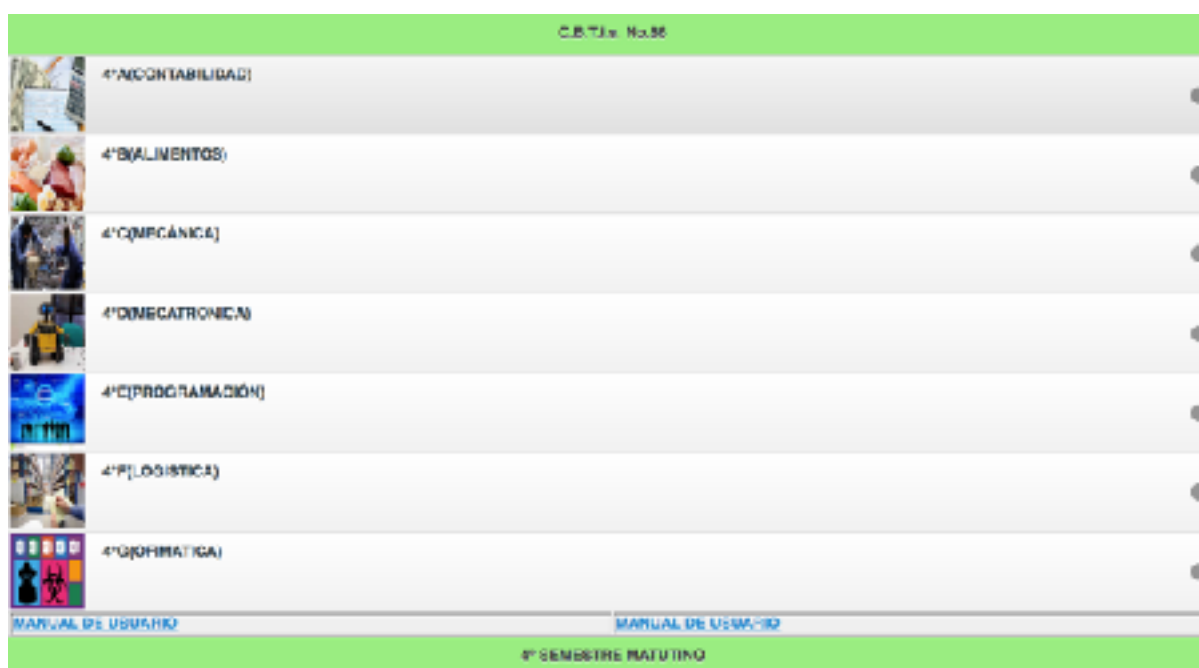 C.B.T.I.s. No.86
4°A(CONTABILIDAD)
4°B(ALIMENTOS)
4°C(MECÁNICA)
4°D(MECATRONICA)
4°E(PROGRAMACIÓN)
4°F(LOGISTICA)
4°G(OFIMATICA)
MANUAL DE USUARIO MANUAL DE USUARIO
4° SEMESTRE MATUTINO